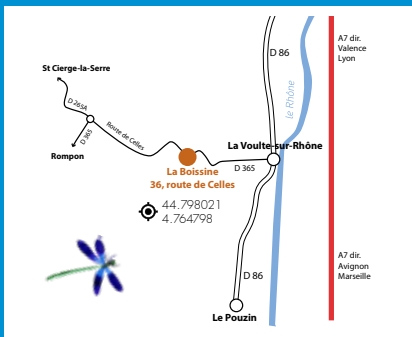 D 86
A7 dir.
Valence
Lyon
St Cierge-la-Serre
le Rhône
D 265A
D 365
Route de Celles
La Voulte-sur-Rhône
Rompon
D 365
La Boissine
36, route de Celles
44.798021
4.764798
A7 dir.
Avignon
Marseille
D 86
Le Pouzin